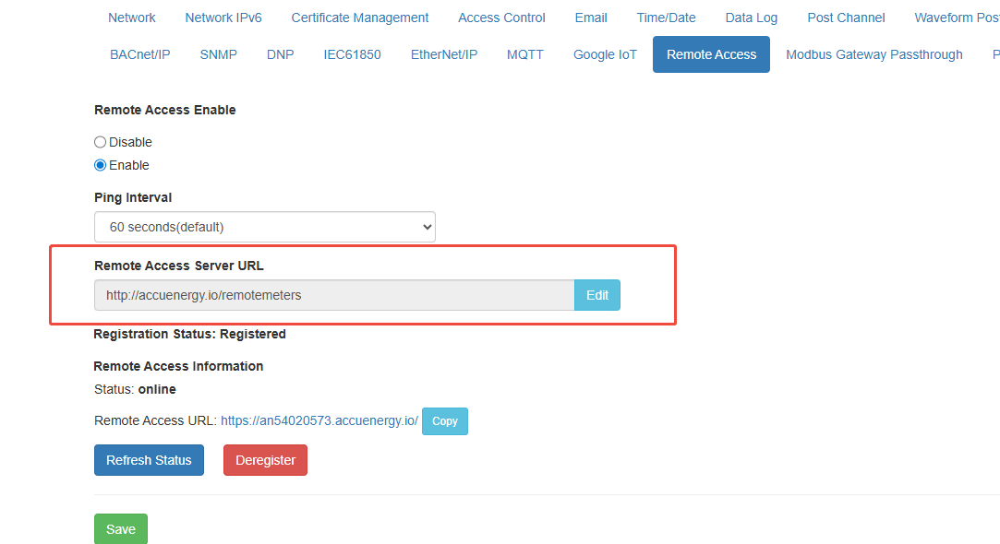 Network Network IPv6 Certificate Management Access Control Email Time/Date Data Log Post Channel Waveform Pos
BACnet/IP SNMP DNP IEC61850 EtherNet/IP MQTT Google IoT Remote Access Modbus Gateway Passthrough P
Remote Access Enable
Disable
Enable
Ping Interval
60 seconds(default)
Remote Access Server URL
http://accuenergy.io/remotemeters Edit
Registration Status: Registered
Remote Access Information
Status: online
Remote Access URL: https://an54020573.accuenergy.io/ Copy
Refresh Status Deregister
Save